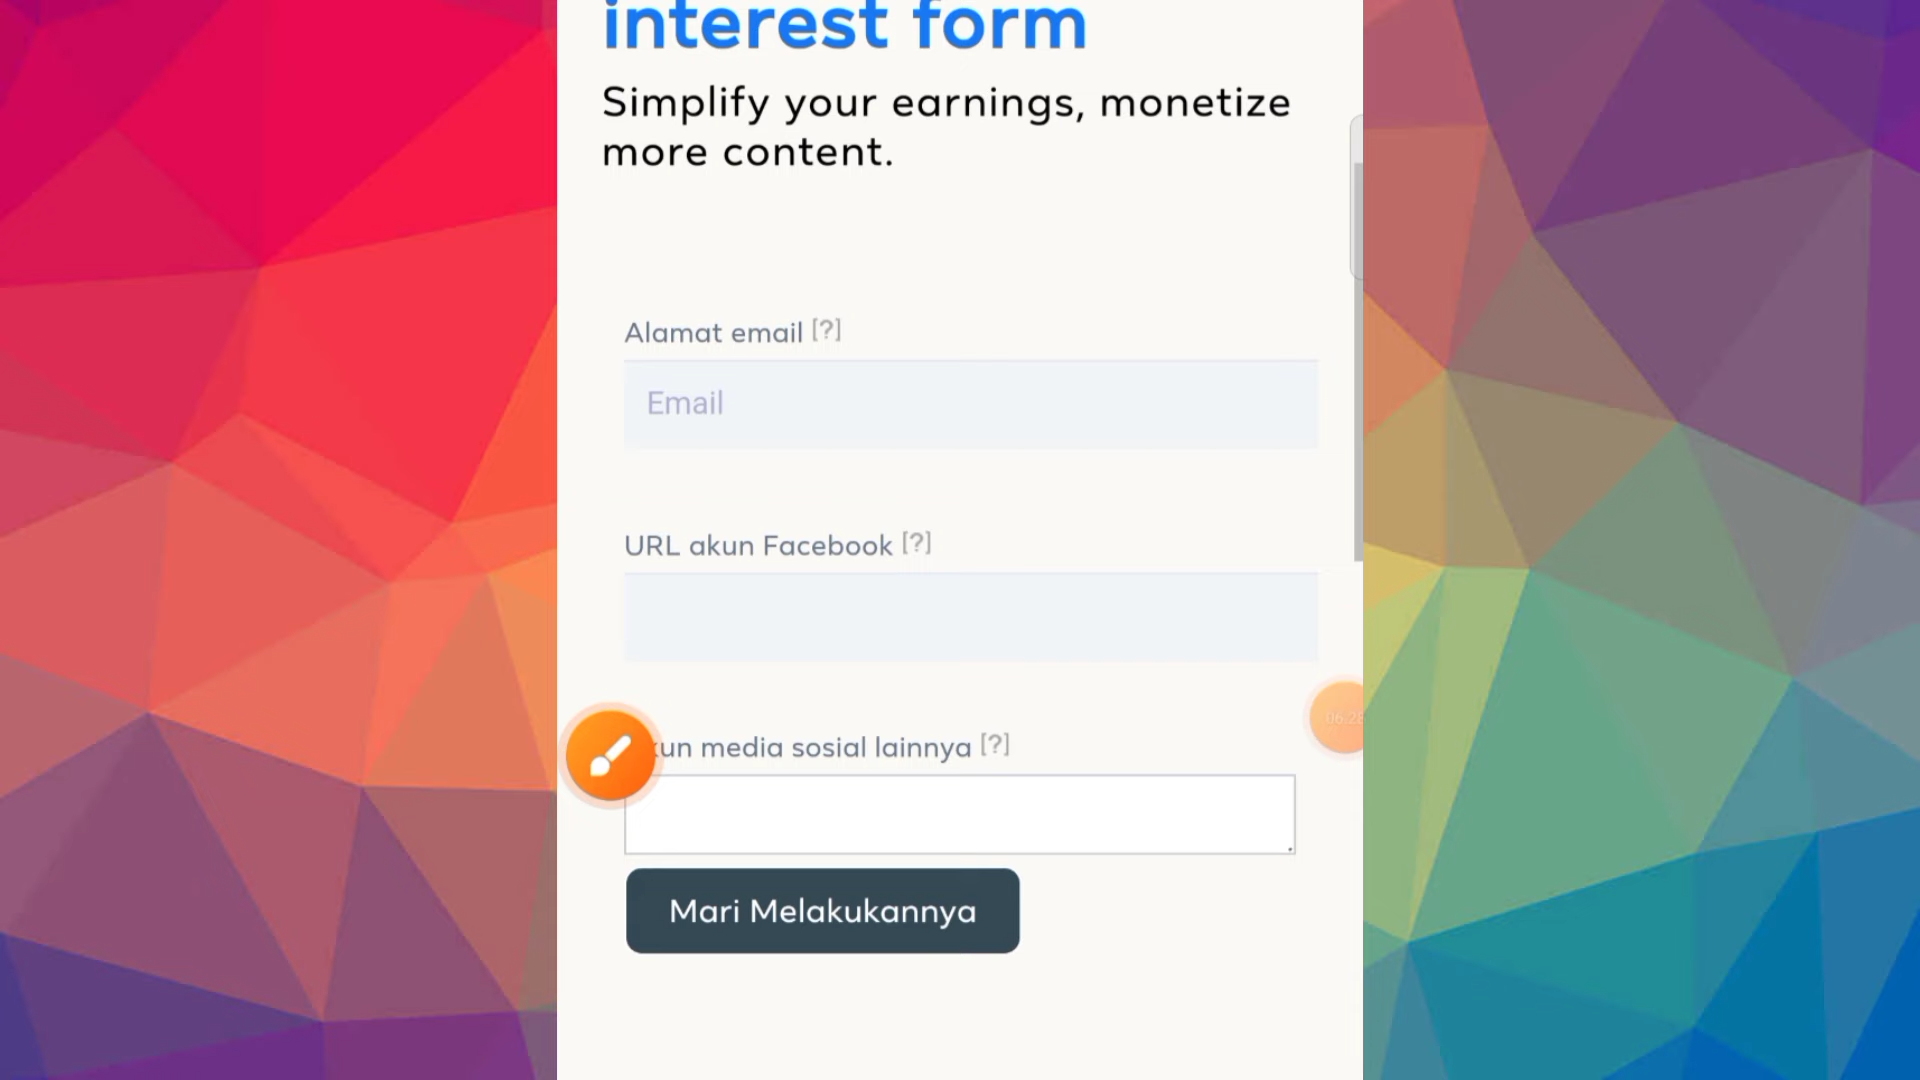 interest form
Simplify your earnings, monetize
more content.
Alamat email [?]
Email
URL akun Facebook [?]
media sosial lainnya [?]
Mari Melakukannya